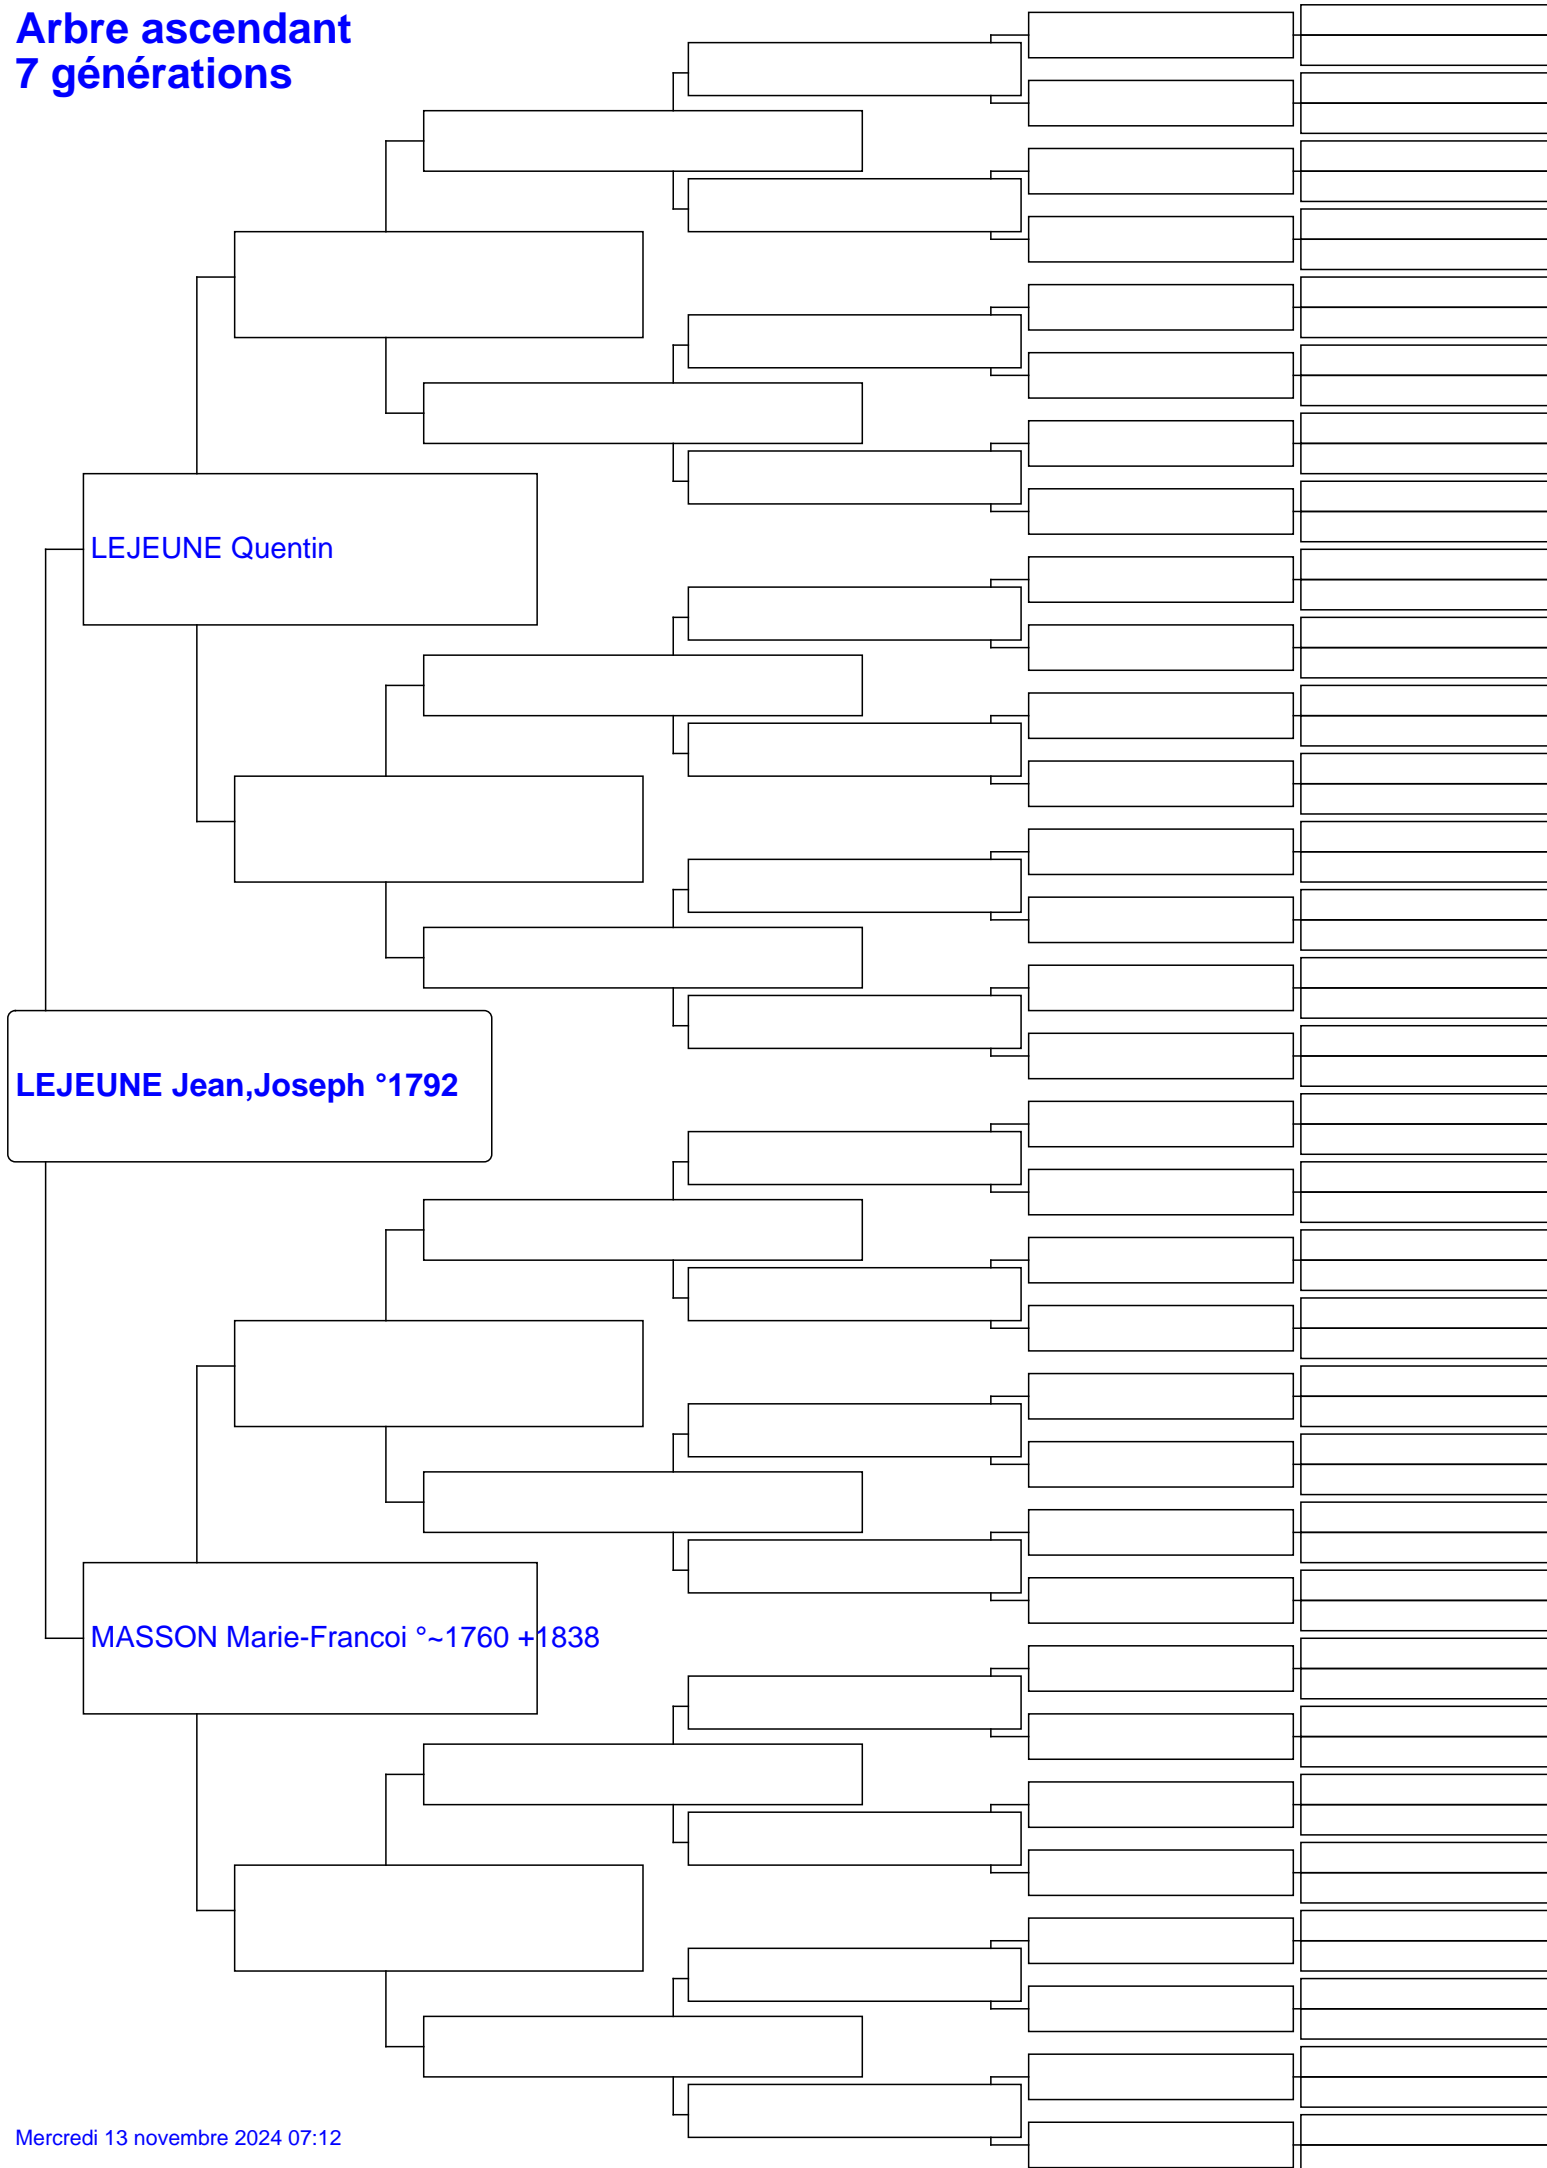 Arbre ascendant
7 générations
LEJEUNE Quentin
LEJEUNE Jean,Joseph °1792
MASSON Marie-Francoi °~1760 +1838
Mercredi 13 novembre 2024 07:12